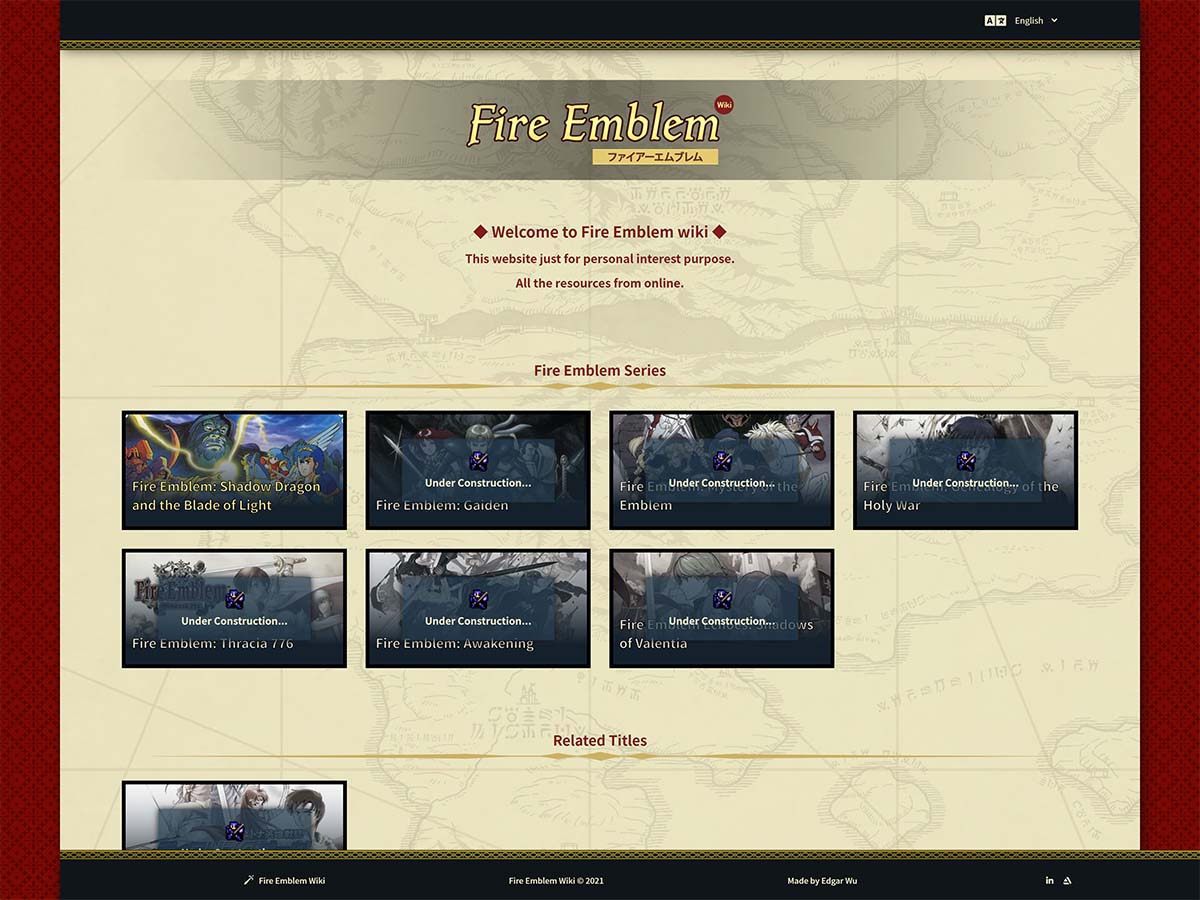 English
Fire Emblem
Wiki
ファイアーエムブレム
◆ Welcome to Fire Emblem wiki ◆
This website just for personal interest purpose.
All the resources from online.
Fire Emblem Series
Fire Emblem: Shadow Dragon
and the Blade of Light
Under Construction...
Fire Emblem: Gaiden
Under Construction...
Fire Emblem: Mystery of the
Emblem
Under Construction...
Fire Emblem: Genealogy of the
Holy War
Fire Emblem
Under Construction...
Fire Emblem: Thracia 776
Under Construction...
Fire Emblem: Awakening
Under Construction...
Fire Emblem Echoes: Shadows
of Valentia
Related Titles
Fire Emblem Wiki
Fire Emblem Wiki © 2021
Made by Edgar Wu
in